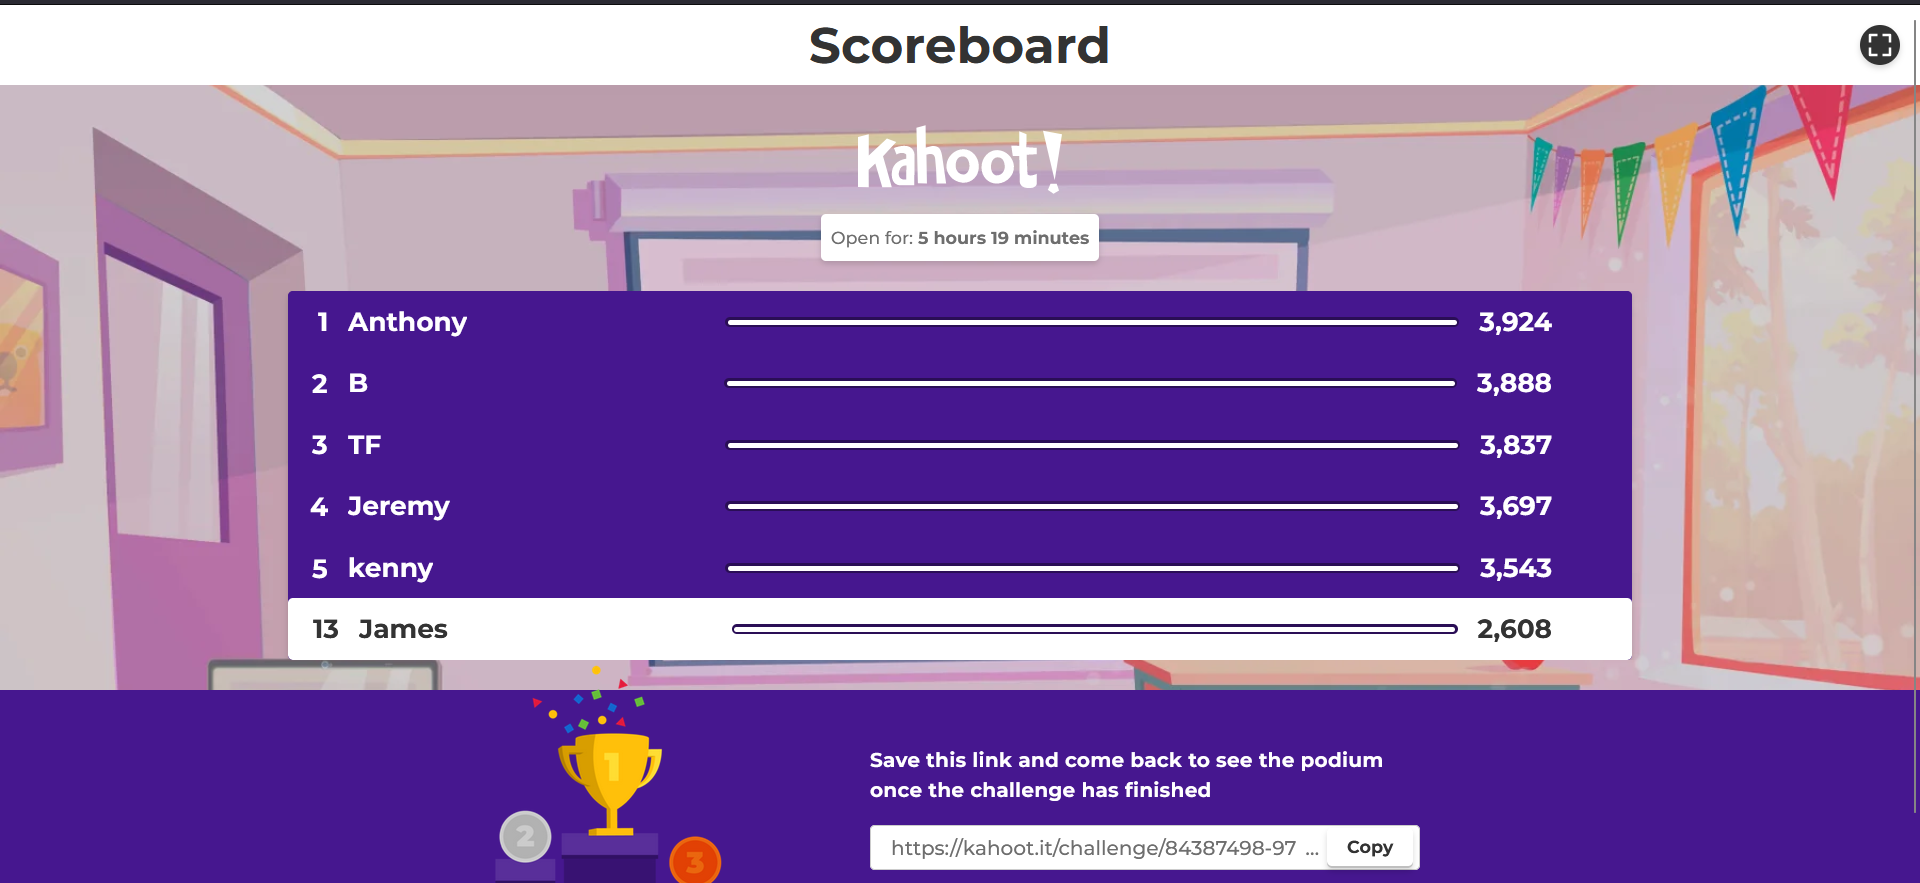 Scoreboard
Kahoot!
Open for: 5 hours 19 minutes
1 Anthony 3,924
2 B 3,888
3 TF 3,837
4 Jeremy 3,697
5 kenny 3,543
13 James 2,608
1
2
3
Save this link and come back to see the podium
once the challenge has finished
https://kahoot.it/challenge/84387498-97 ... Copy